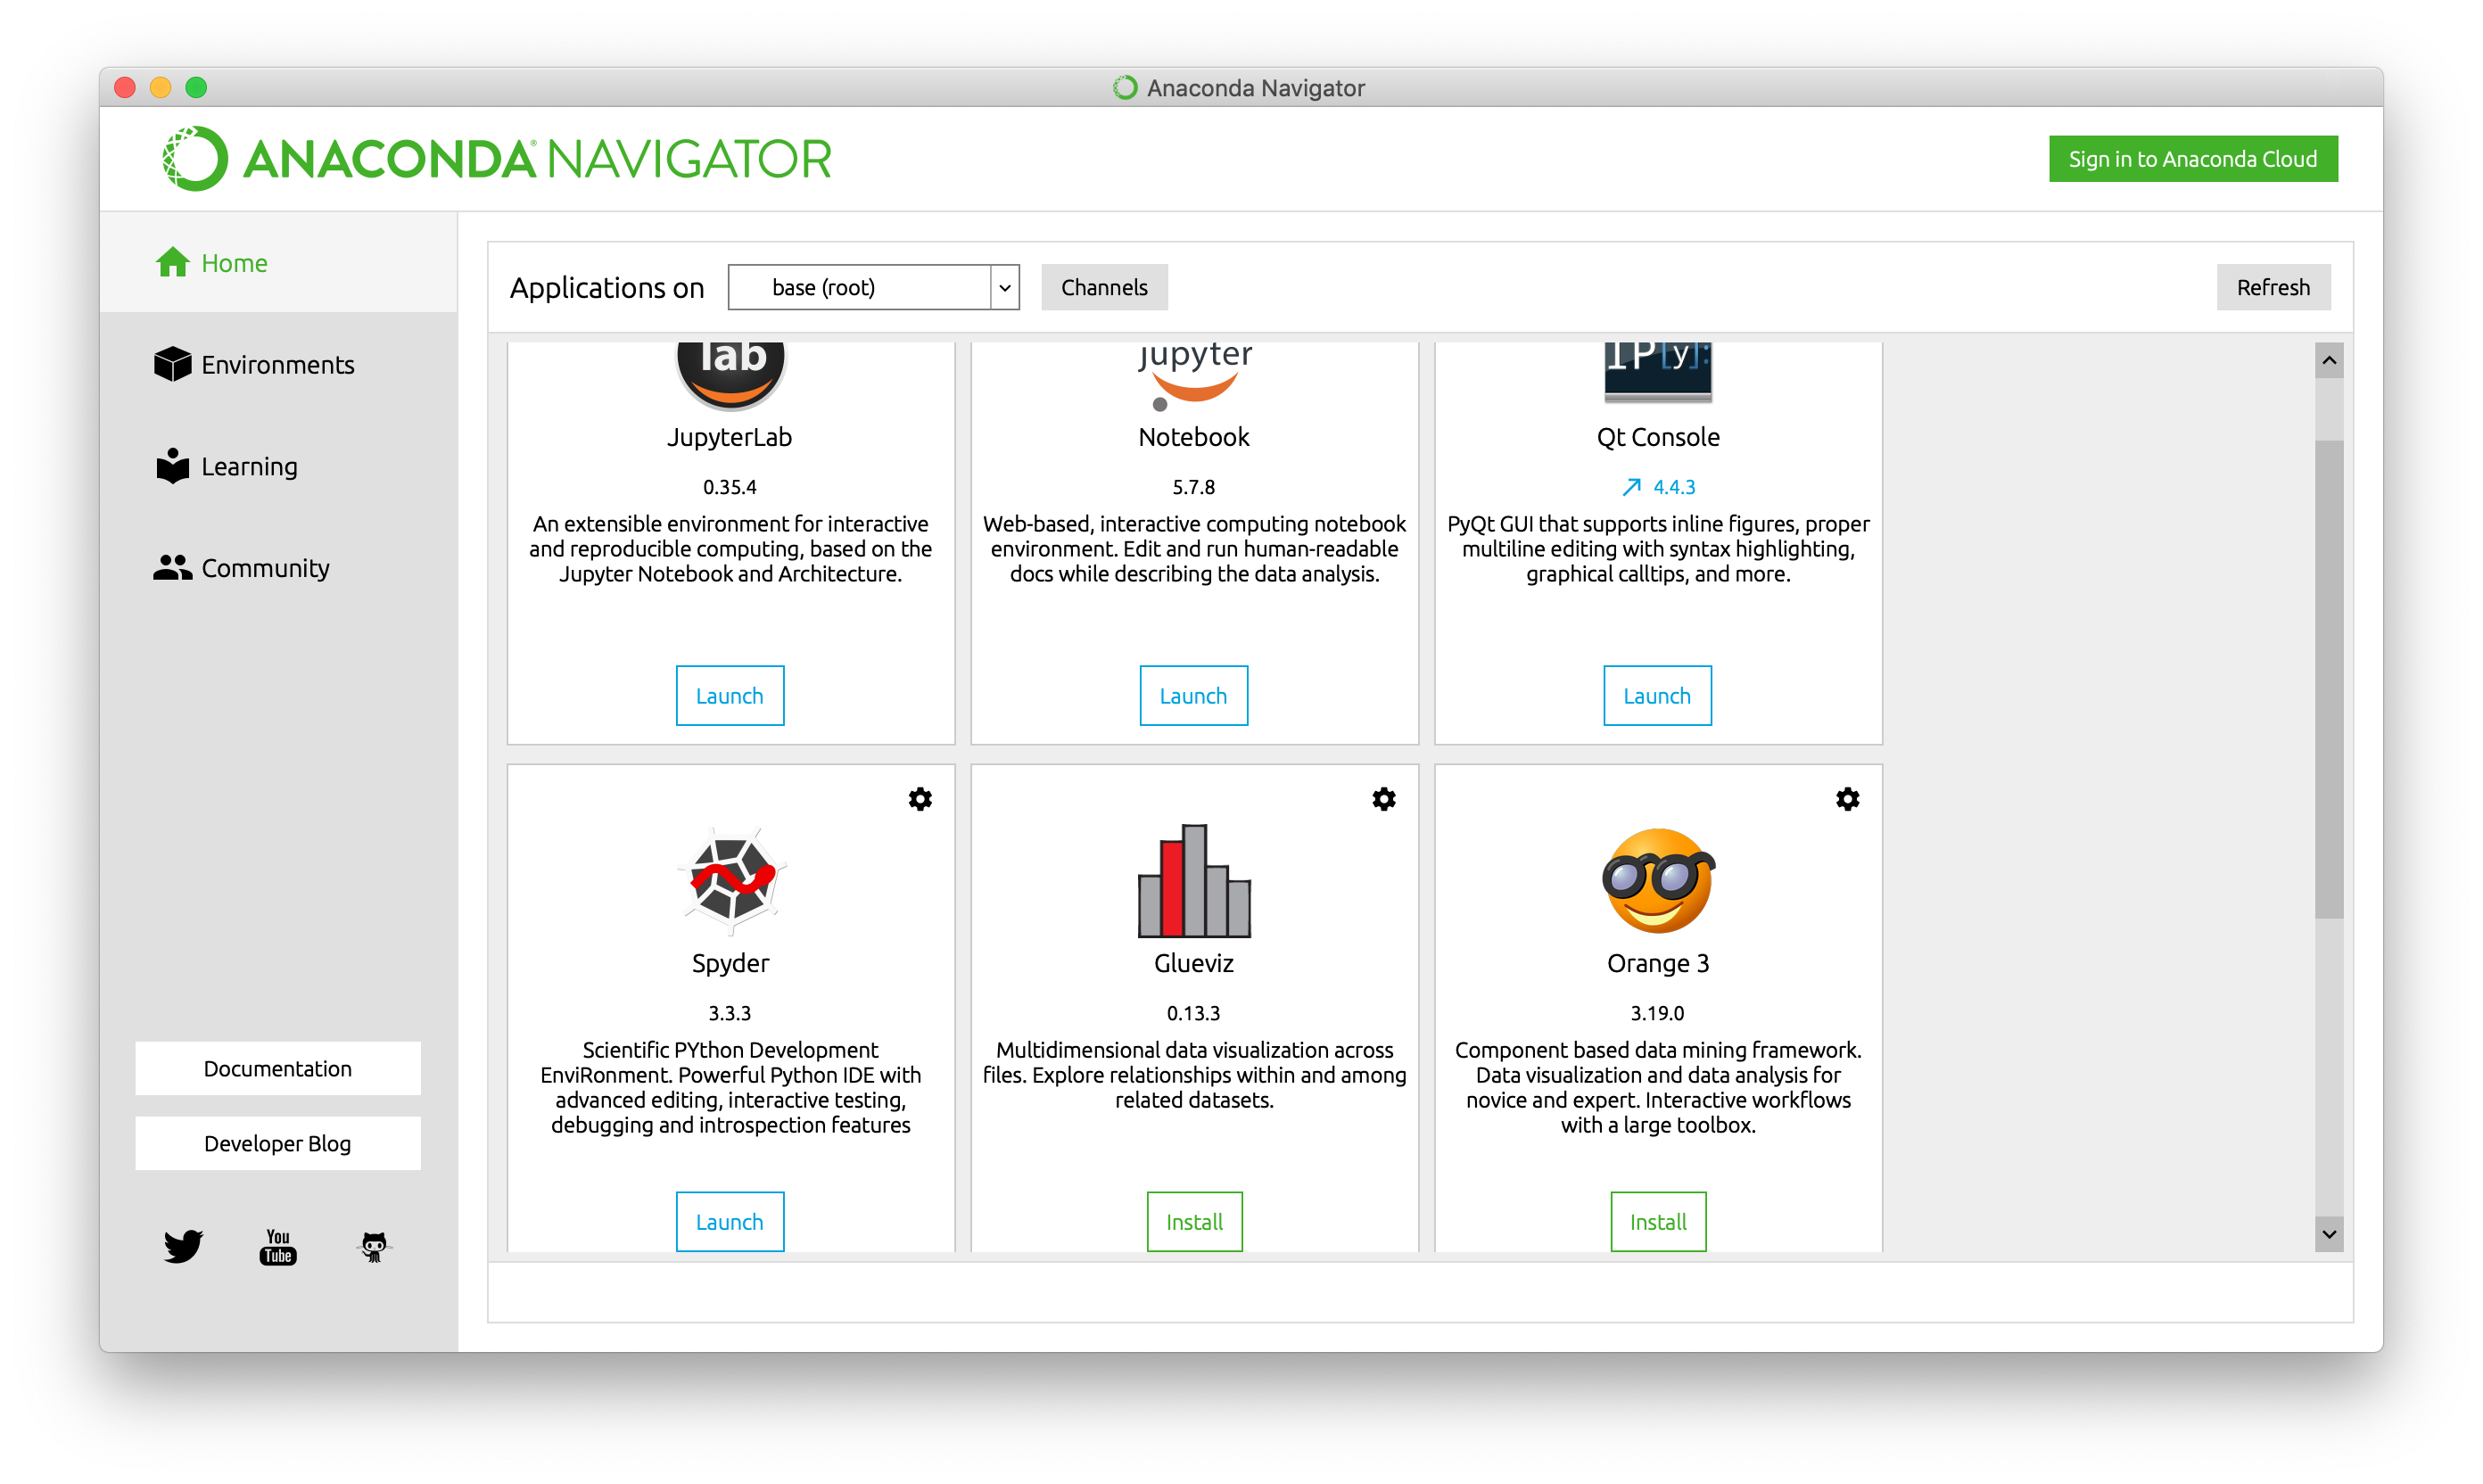 Anaconda Navigator
ANACONDA® NAVIGATOR
Sign in to Anaconda Cloud
Home
Environments
Learning
Community
Documentation
Developer Blog
You
Tube
Applications on
base (root)
Channels
Refresh
lab
JupyterLab
0.35.4
An extensible environment for interactive
and reproducible computing, based on the
Jupyter Notebook and Architecture.
Launch
jupyter
Notebook
5.7.8
Web-based, interactive computing notebook
environment. Edit and run human-readable
docs while describing the data analysis.
Launch
IP[y]:
Qt Console
4.4.3
PyQt GUI that supports inline figures, proper
multiline editing with syntax highlighting,
graphical calltips, and more.
Launch
Spyder
3.3.3
Scientific PYthon Development
EnviRonment. Powerful Python IDE with
advanced editing, interactive testing,
debugging and introspection features
Launch
Glueviz
0.13.3
Multidimensional data visualization across
files. Explore relationships within and among
related datasets.
Install
Orange 3
3.19.0
Component based data mining framework.
Data visualization and data analysis for
novice and expert. Interactive workflows
with a large toolbox.
Install